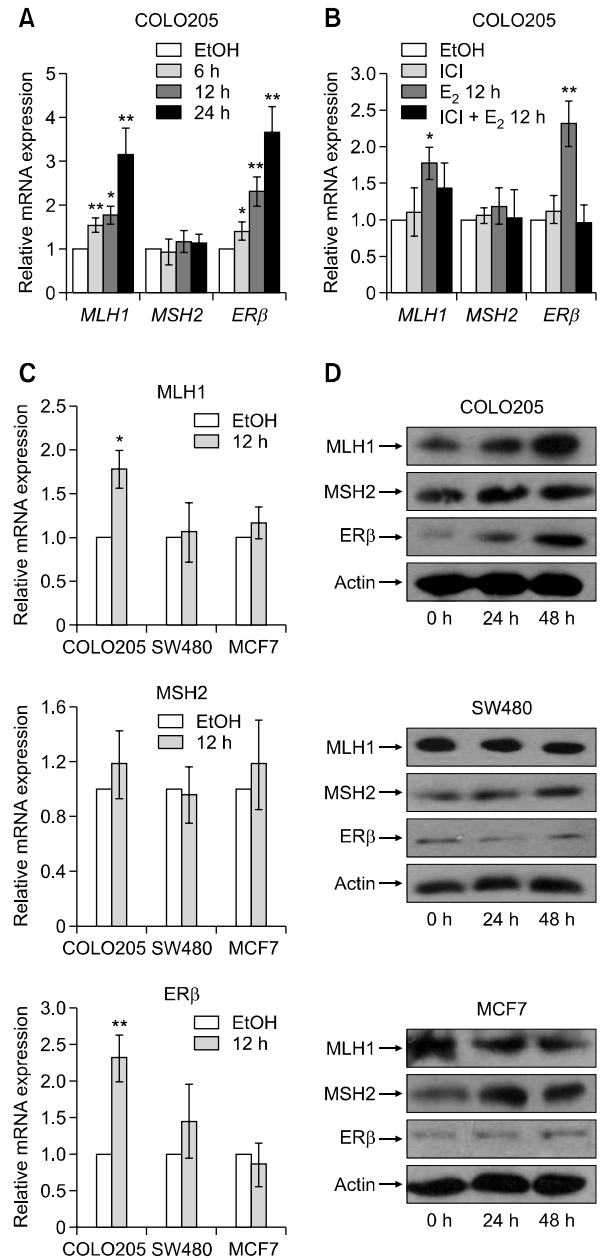 A
COLO205
EtOH
6 h
12 h
24 h
Relative mRNA expression
5
4
3
2
1
0
** * **
** * ** **
MLH1 MSH2 ERβ
B
COLO205
EtOH
ICI
E2 12 h
ICI + E2 12 h
Relative mRNA expression
3.0
2.5
2.0
1.5
1.0
0.5
0
*
**
MLH1 MSH2 ERβ
C
MLH1
EtOH
12 h
Relative mRNA expression
2.5
2.0
1.5
1.0
0.5
0
*
COLO205 SW480 MCF7
MSH2
EtOH
12 h
Relative mRNA expression
1.6
1.2
0.8
0.4
0
COLO205 SW480 MCF7
ERβ
EtOH
12 h
Relative mRNA expression
3.0
2.5
2.0
1.5
1.0
0.5
0
**
COLO205 SW480 MCF7
D
COLO205
MLH1
MSH2
ERβ
Actin
0 h 24 h 48 h
SW480
MLH1
MSH2
ERβ
Actin
0 h 24 h 48 h
MCF7
MLH1
MSH2
ERβ
Actin
0 h 24 h 48 h